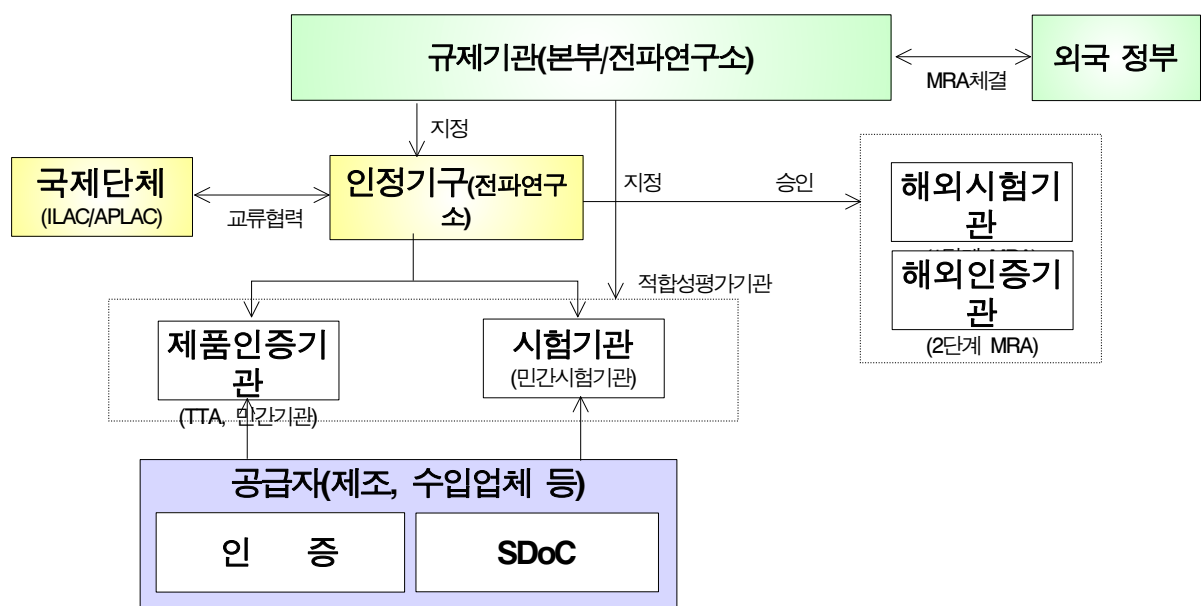 규제기관(본부/전파연구소)
외국 정부
MRA체결
지정
국제단체
(ILAC/APLAC)
교류협력
인정기구(전파연구
소)
지정
승인
해외시험기
관
해외인증기
관
(2단계 MRA)
적합성평가기관
제품인증기
관
(TTA, 민간기관)
시험기관
(민간시험기관)
공급자(제조, 수입업체 등)
인 증
SDoC